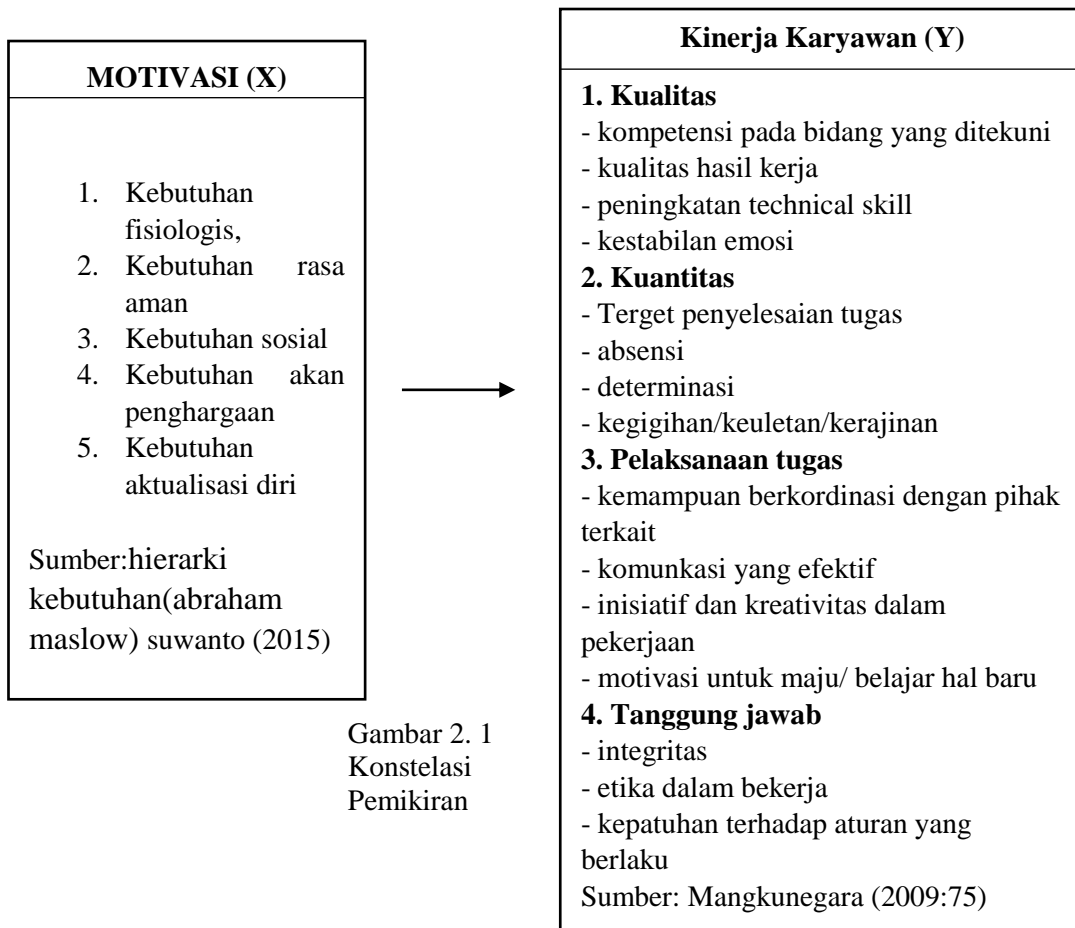 MOTIVASI (X)
1. Kebutuhan
fisiologis,
2. Kebutuhan rasa
aman
3. Kebutuhan sosial
4. Kebutuhan akan
penghargaan
5. Kebutuhan
aktualisasi diri
Sumber:hierarki
kebutuhan(abraham
maslow) suwanto (2015)
Gambar 2. 1
Konstelasi
Pemikiran
Kinerja Karyawan (Y)
1. Kualitas
- kompetensi pada bidang yang ditekuni
- kualitas hasil kerja
- peningkatan technical skill
- kestabilan emosi
2. Kuantitas
- Terget penyelesaian tugas
- absensi
- determinasi
- kegigihan/keuletan/kerajinan
3. Pelaksanaan tugas
- kemampuan berkordinasi dengan pihak
terkait
- komunkasi yang efektif
- inisiatif dan kreativitas dalam
pekerjaan
- motivasi untuk maju/ belajar hal baru
4. Tanggung jawab
- integritas
- etika dalam bekerja
- kepatuhan terhadap aturan yang
berlaku
Sumber: Mangkunegara (2009:75)